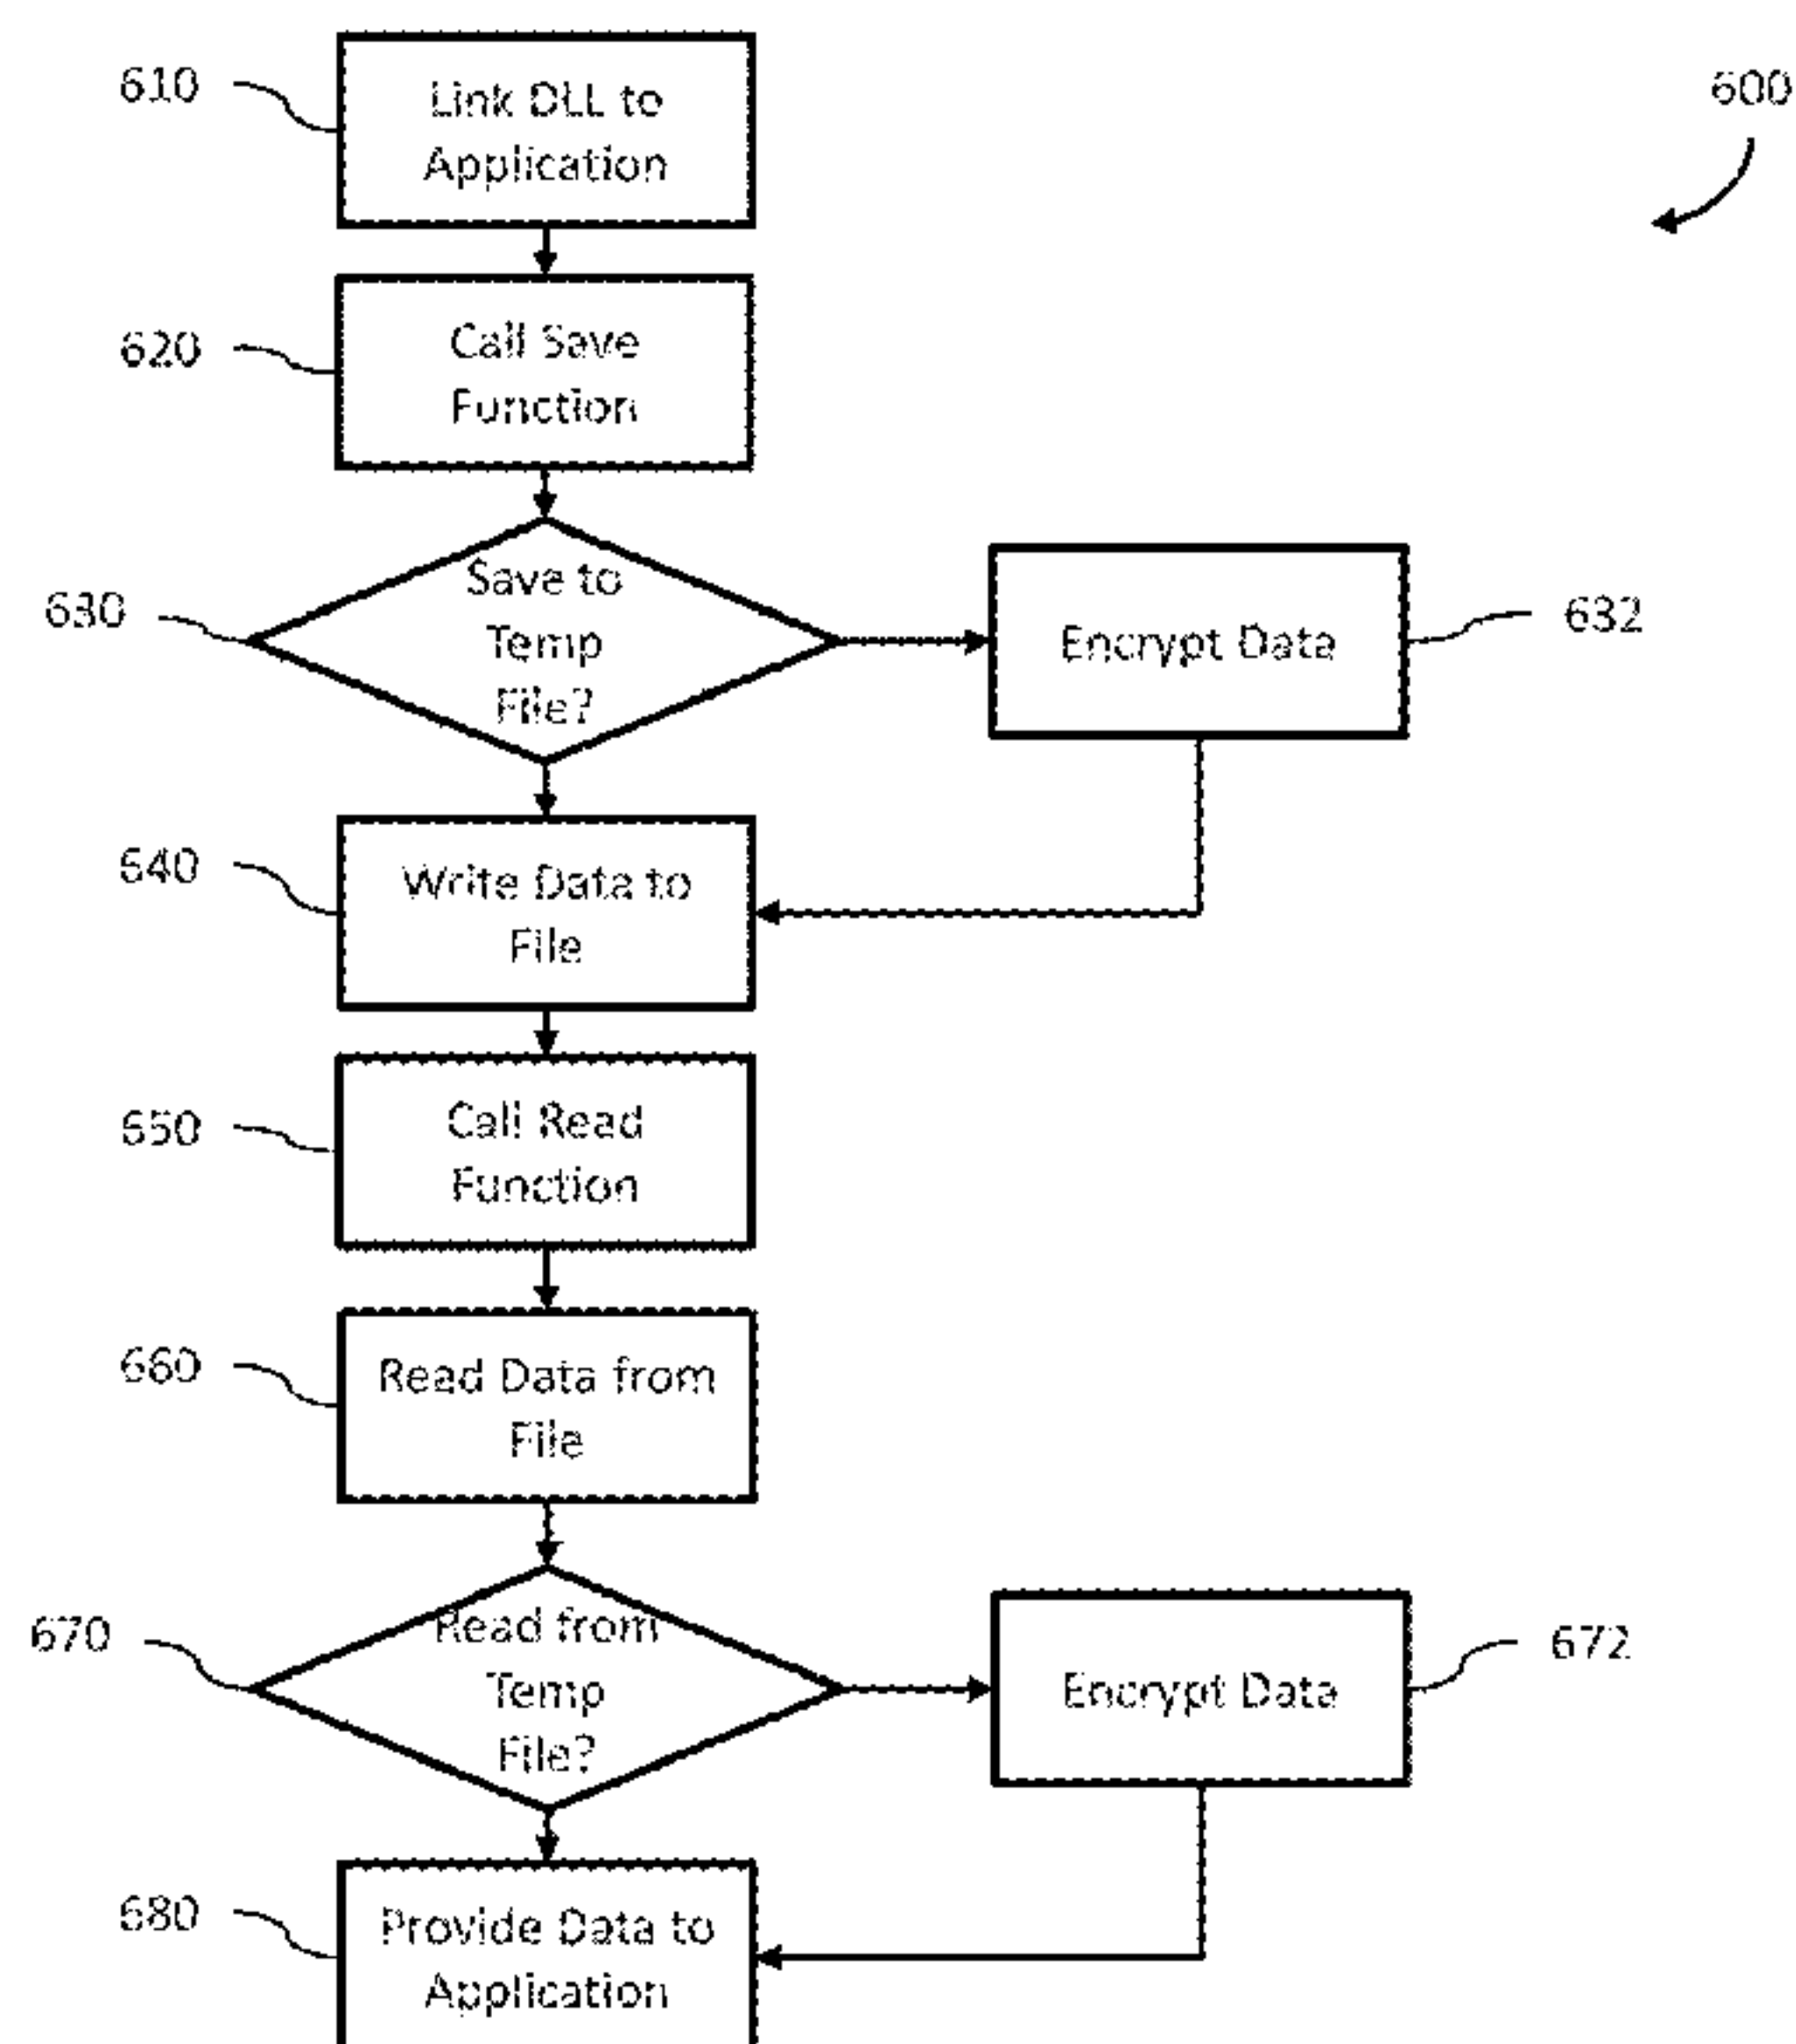 610
Link DLL to
Application
600
620
Call Save
Function
630
Save to
Temp
File?
Encrypt Data
632
640
Write Data to
File
650
Call Read
Function
660
Read Data from
File
670
Read from
Temp
File?
Encrypt Data
672
680
Provide Data to
Application